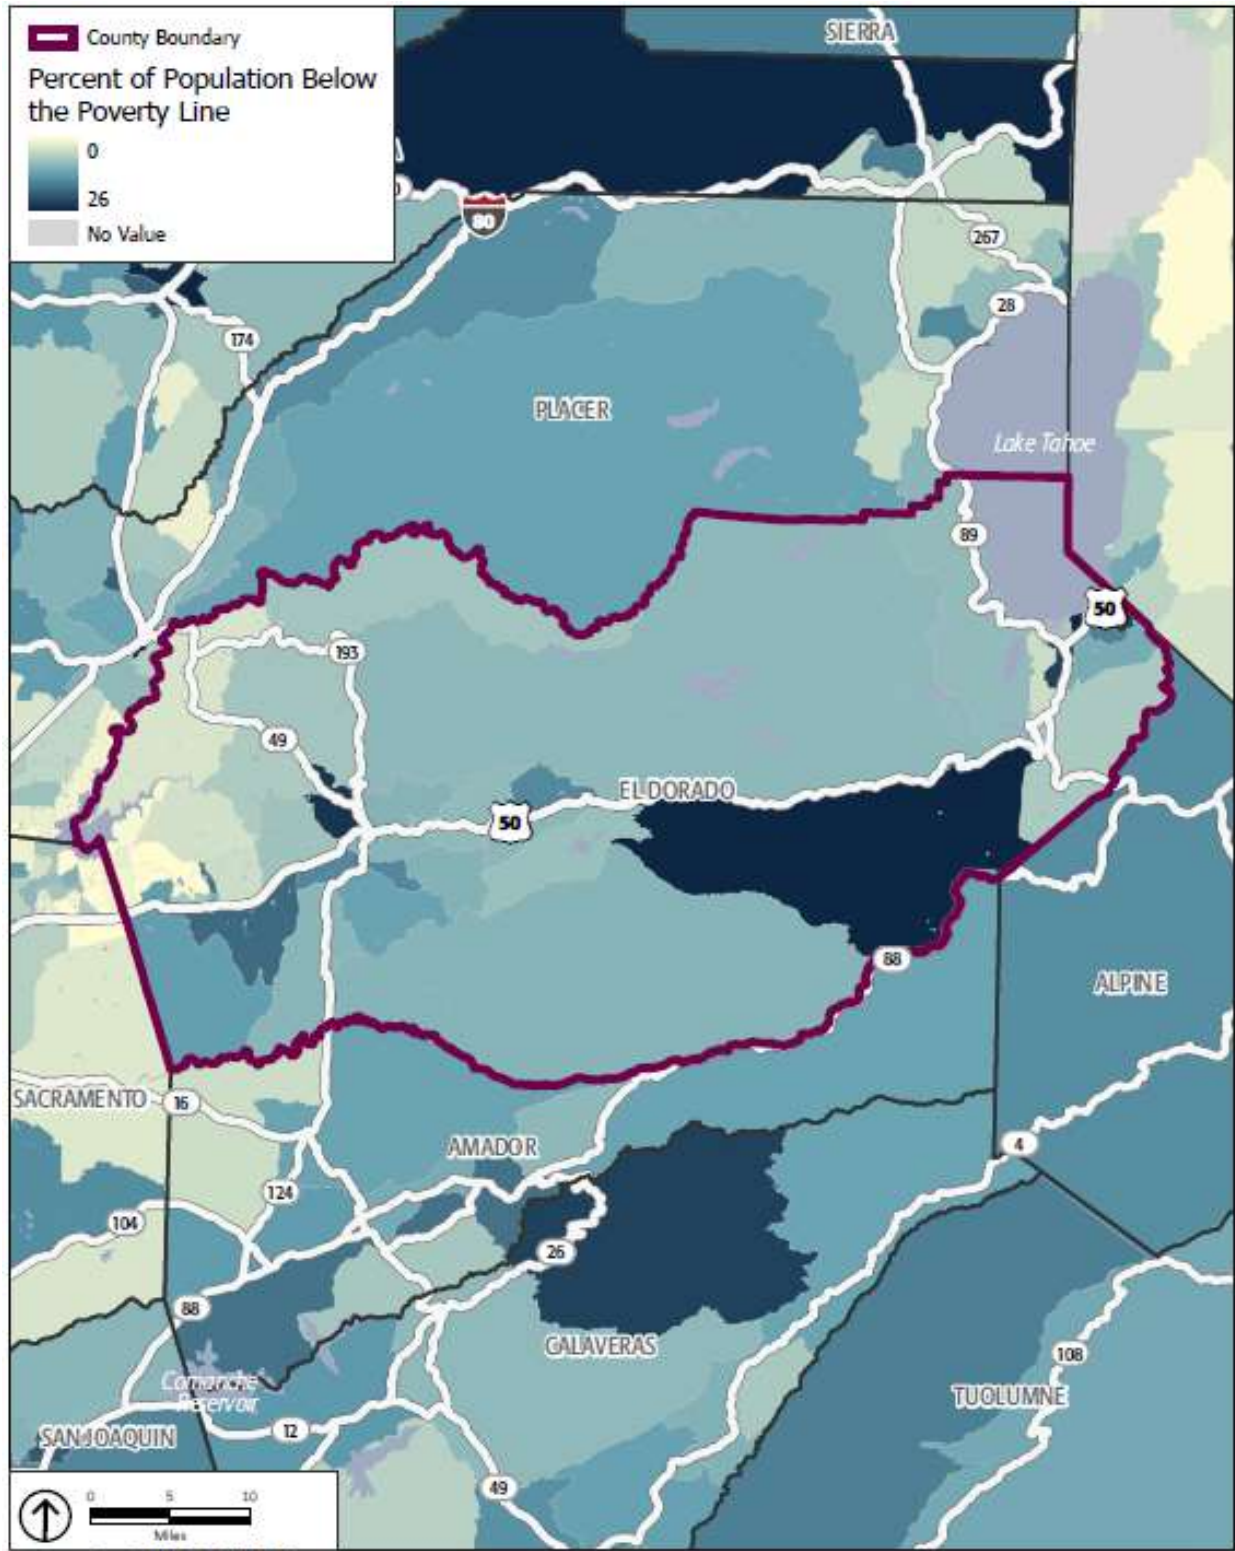 County Boundary
Percent of Population Below
the Poverty Line
0
26
No Value
SIERRA
80
267
28
174
PLACER
Lake Tahoe
89
50
193
49
EL DORADO
50
88
ALPINE
SACRAMENTO
16
AMADOR
4
124
104
26
88
CALAVERAS
108
Comanche
Reservoir
TUOLUMNE
12
SAN JOAQUIN
49
0 5 10
Miles